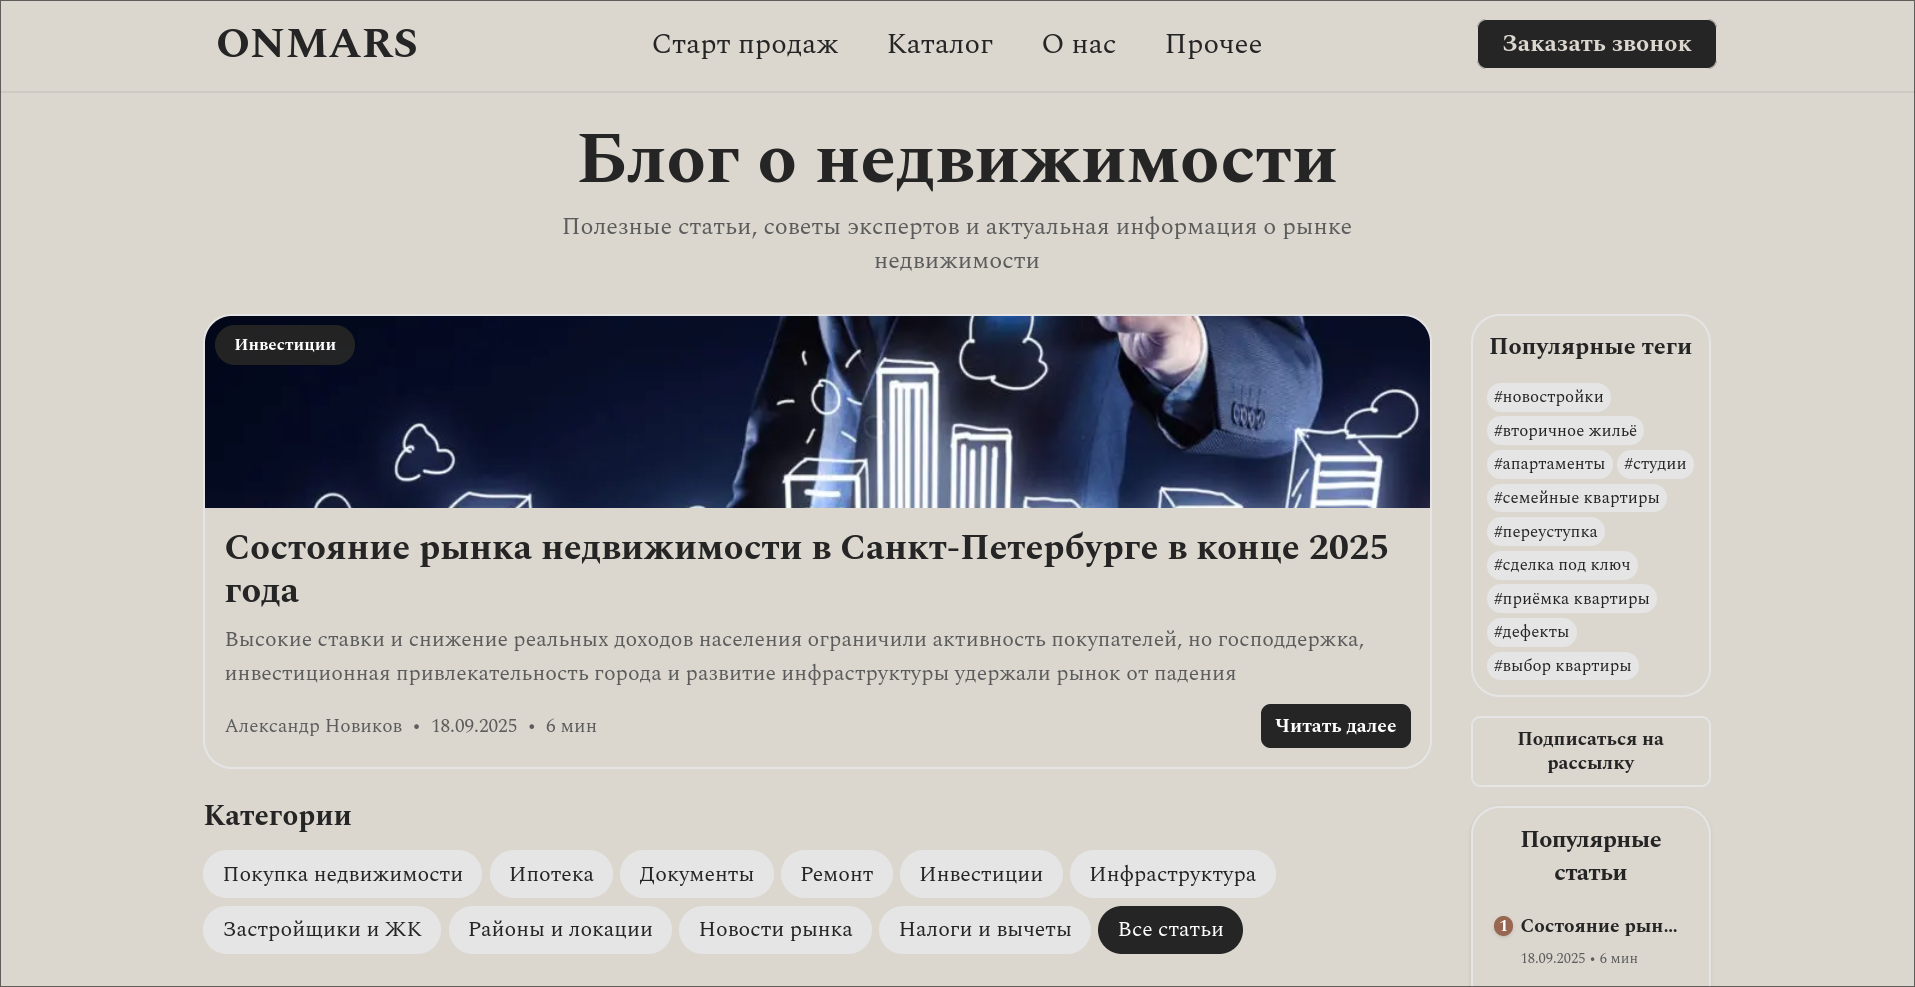 ONMARS
Старт продаж
Каталог
О нас
Прочее
Заказать звонок
Блог о недвижимости
Полезные статьи, советы экспертов и актуальная информация о рынке
недвижимости
Инвестиции
Состояние рынка недвижимости в Санкт-Петербурге в конце 2025
года
Высокие ставки и снижение реальных доходов населения ограничили активность покупателей, но господдержка,
инвестиционная привлекательность города и развитие инфраструктуры удержали рынок от падения
Александр Новиков • 18.09.2025 • 6 мин
Читать далее
Категории
Покупка недвижимости
Ипотека
Документы
Ремонт
Инвестиции
Инфраструктура
Застройщики и ЖК
Районы и локации
Новости рынка
Налоги и вычеты
Все статьи
Популярные теги
#новостройки
#вторичное жильё
#апартаменты #студии
#семейные квартиры
#переуступка
#сделка под ключ
#приёмка квартиры
#дефекты
#выбор квартиры
Подписаться на
рассылку
Популярные
статьи
1 Состояние рын...
18.09.2025 • 6 мин